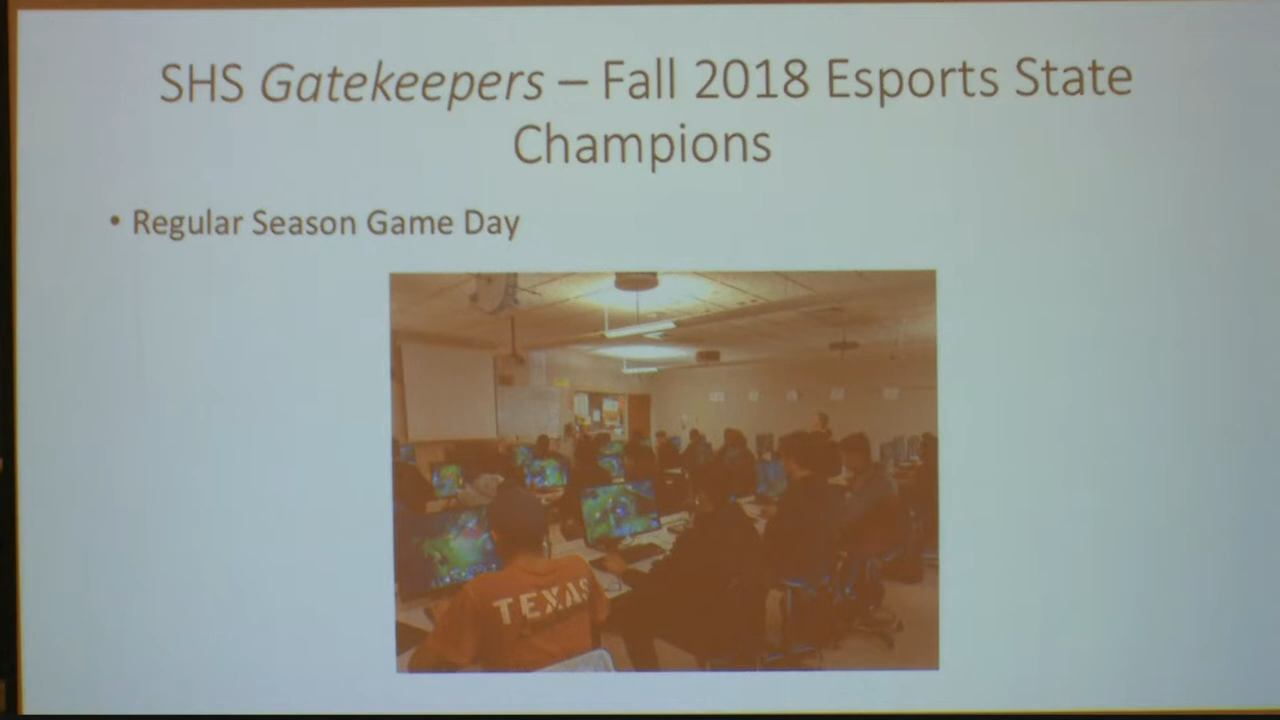 SHS Gatekeepers – Fall 2018 Esports State
Champions
• Regular Season Game Day
TEXAS